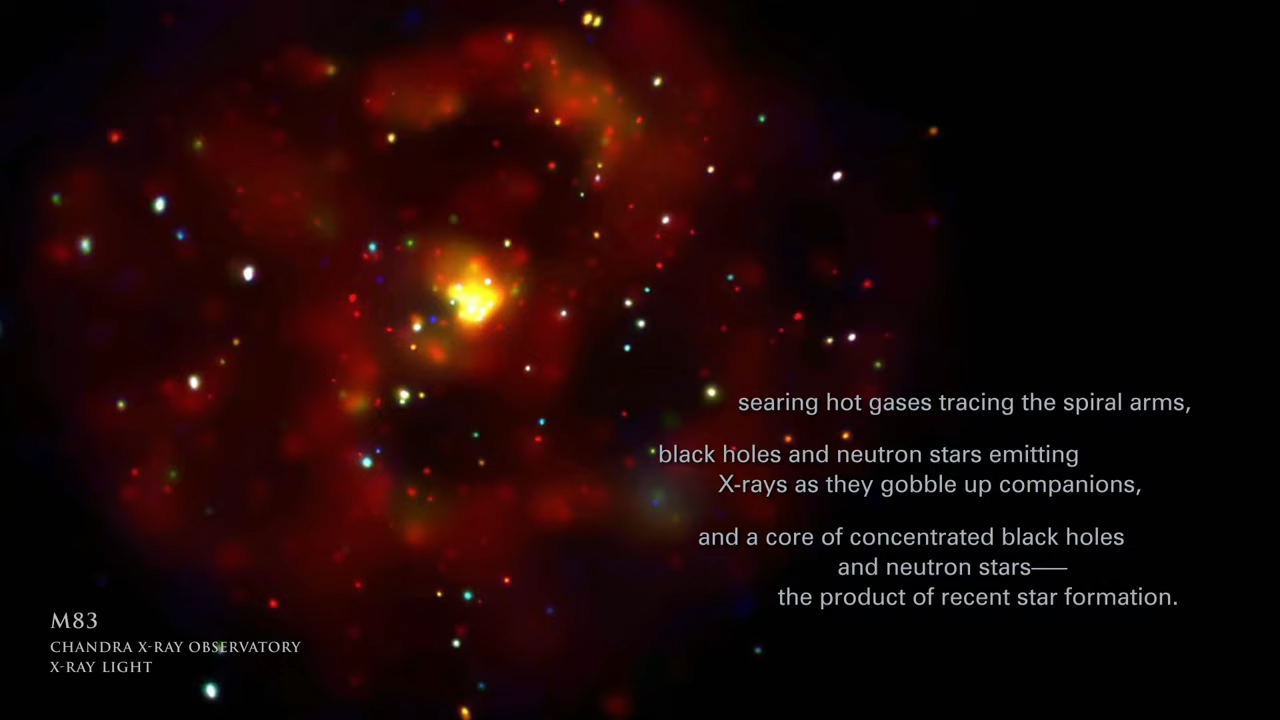 searing hot gases tracing the spiral arms,
black holes and neutron stars emitting
X-rays as they gobble up companions,
and a core of concentrated black holes
and neutron stars——
the product of recent star formation.
M83
CHANDRA X-RAY OBSERVATORY
X-RAY LIGHT